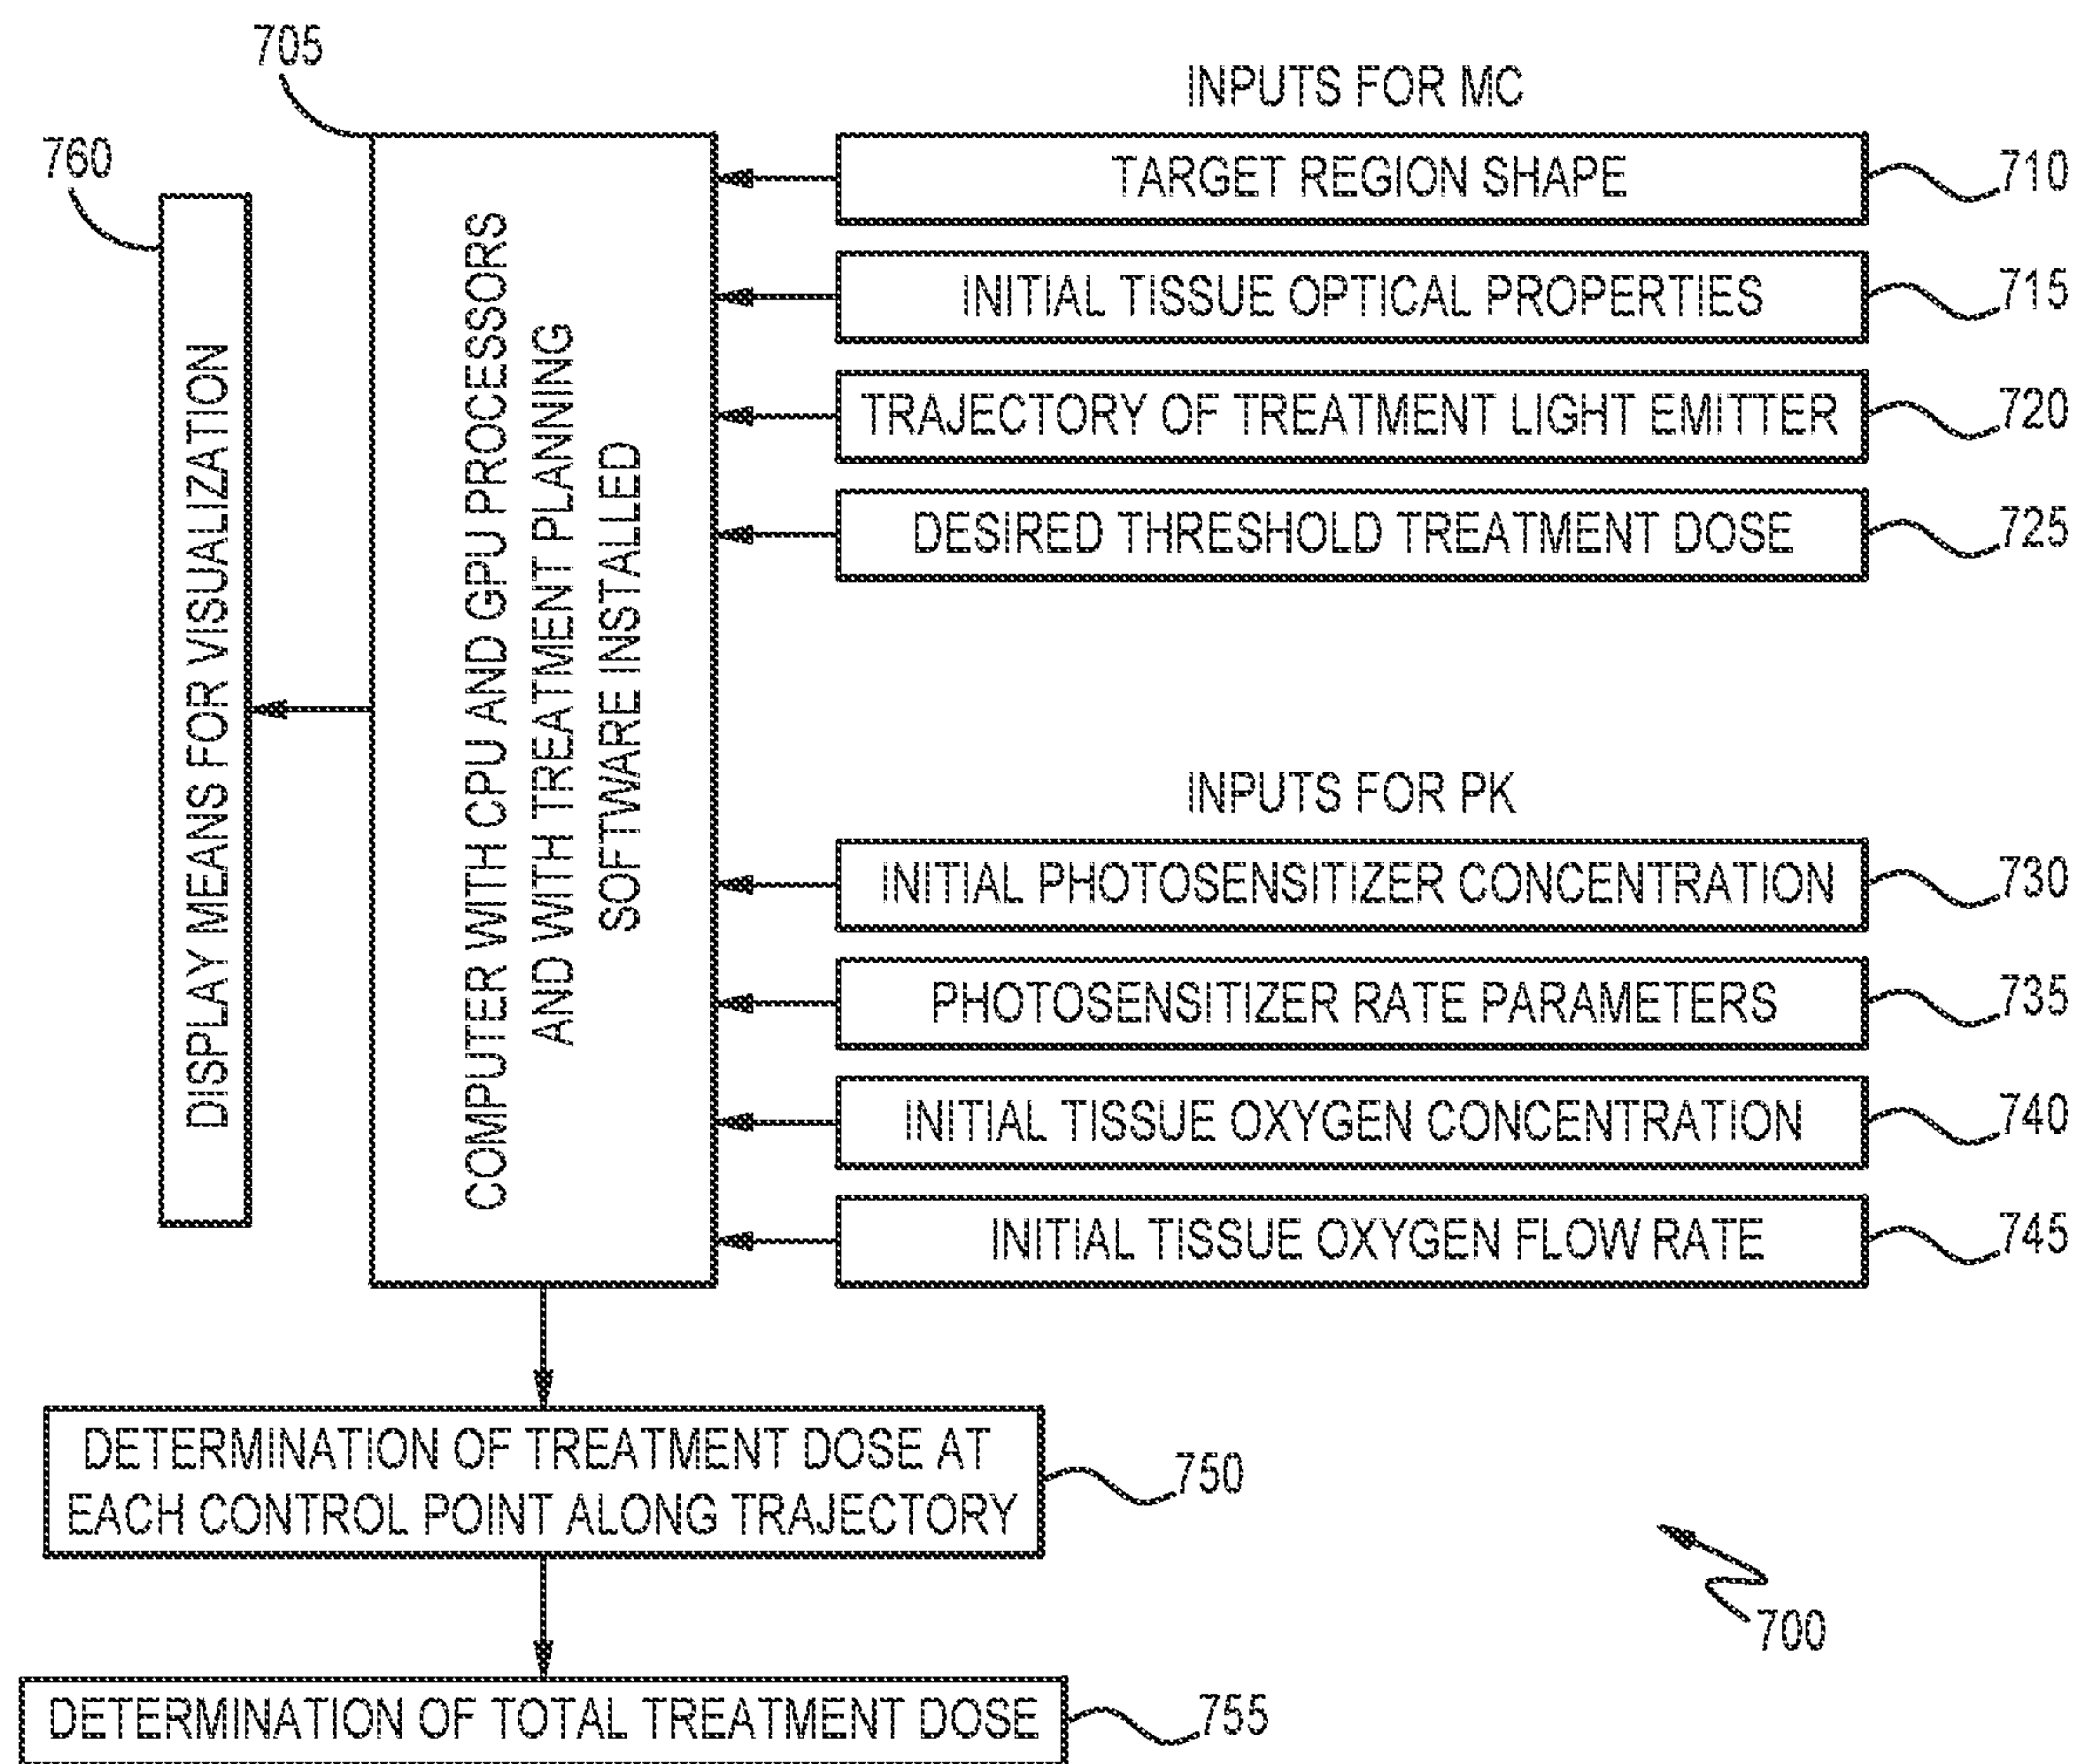 705
760
INPUTS FOR MC
TARGET REGION SHAPE
710
INITIAL TISSUE OPTICAL PROPERTIES
715
TRAJECTORY OF TREATMENT LIGHT EMITTER
720
DESIRED THRESHOLD TREATMENT DOSE
725
DISPLAY MEANS FOR VISUALIZATION
COMPUTER WITH CPU AND GPU PROCESSORS
AND WITH TREATMENT PLANNING
SOFTWARE INSTALLED
INPUTS FOR PK
INITIAL PHOTOSENSITIZER CONCENTRATION
730
PHOTOSENSITIZER RATE PARAMETERS
735
INITIAL TISSUE OXYGEN CONCENTRATION
740
INITIAL TISSUE OXYGEN FLOW RATE
745
DETERMINATION OF TREATMENT DOSE AT
EACH CONTROL POINT ALONG TRAJECTORY
750
700
DETERMINATION OF TOTAL TREATMENT DOSE
755